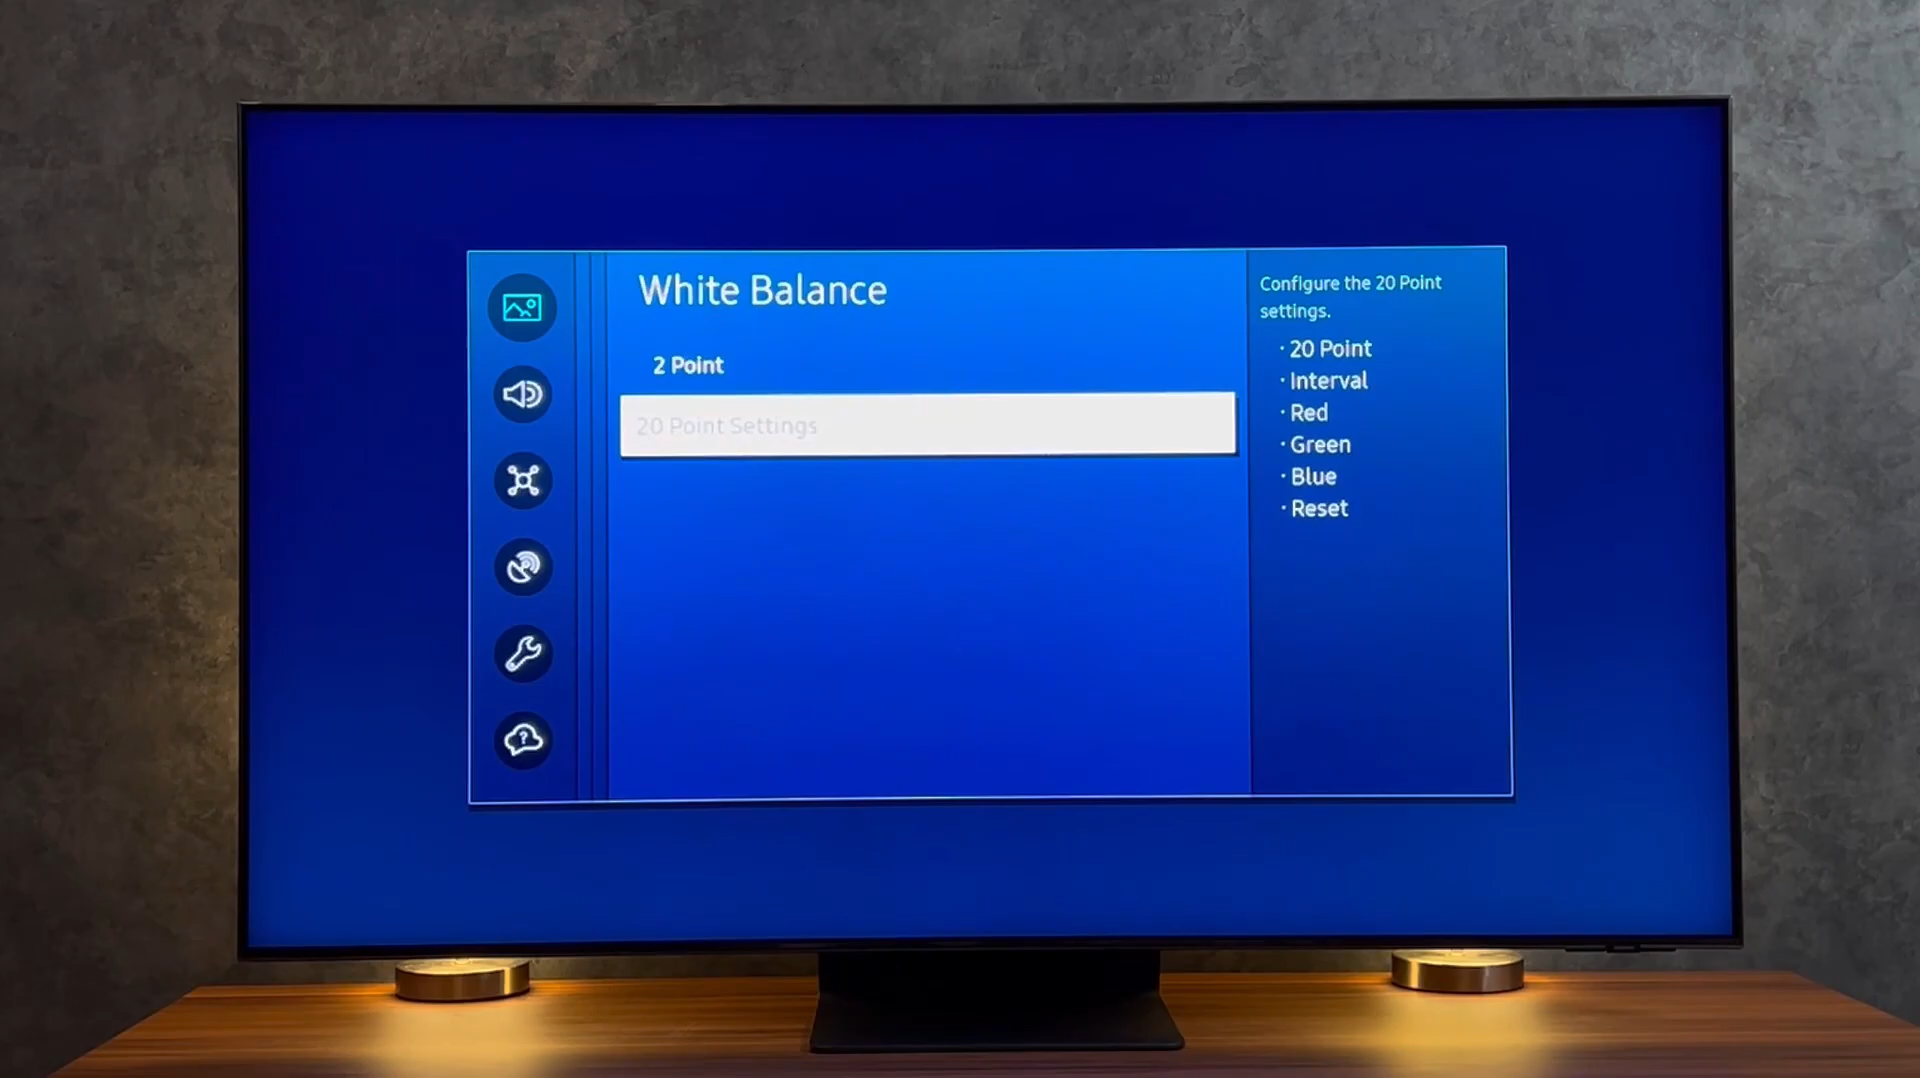 White Balance
2 Point
20 Point Settings
Configure the 20 Point
settings.
· 20 Point
· Interval
· Red
· Green
· Blue
· Reset
?